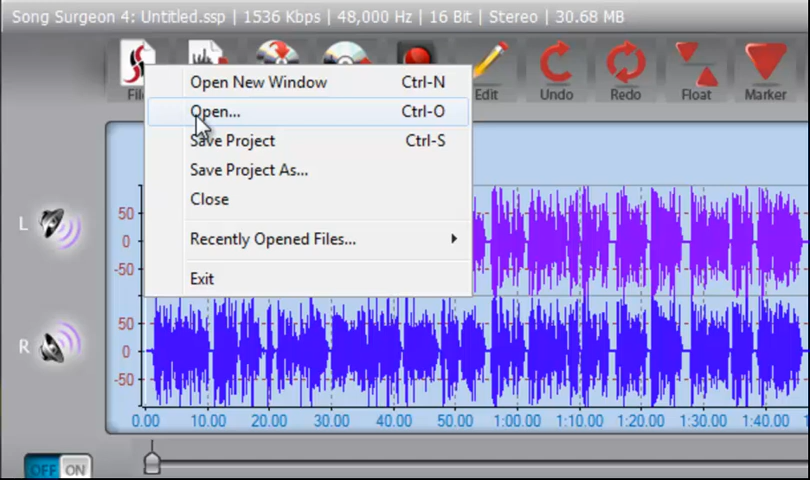 Song Surgeon 4: Untitled.ssp | 1536 Kbps | 48,000 Hz | 16 Bit | Stereo | 30.68 MB
Edit Undo Redo Float Marker
Open New Window Ctrl-N
Open... Ctrl-O
Save Project Ctrl-S
Save Project As...
Close
Recently Opened Files...
Exit
L
50
0
-50
R
50
0
-50
0.00 10.00 20.00 30.00 40.00 50.00 1:00.00 1:10.00 1:20.00 1:30.00 1:40.00
OFF ON